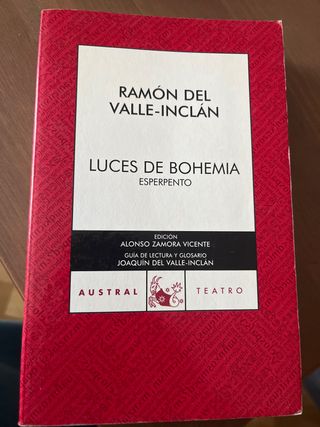 RAMÓN DEL
VALLE-INCLÁN
LUCES DE BOHEMIA
ESPERPENTO
EDICIÓN
ALONSO ZAMORA VICENTE
GUÍA DE LECTURA Y GLOSARIO
JOAQUÍN DEL VALLE-INCLÁN
AUSTRAL TEATRO